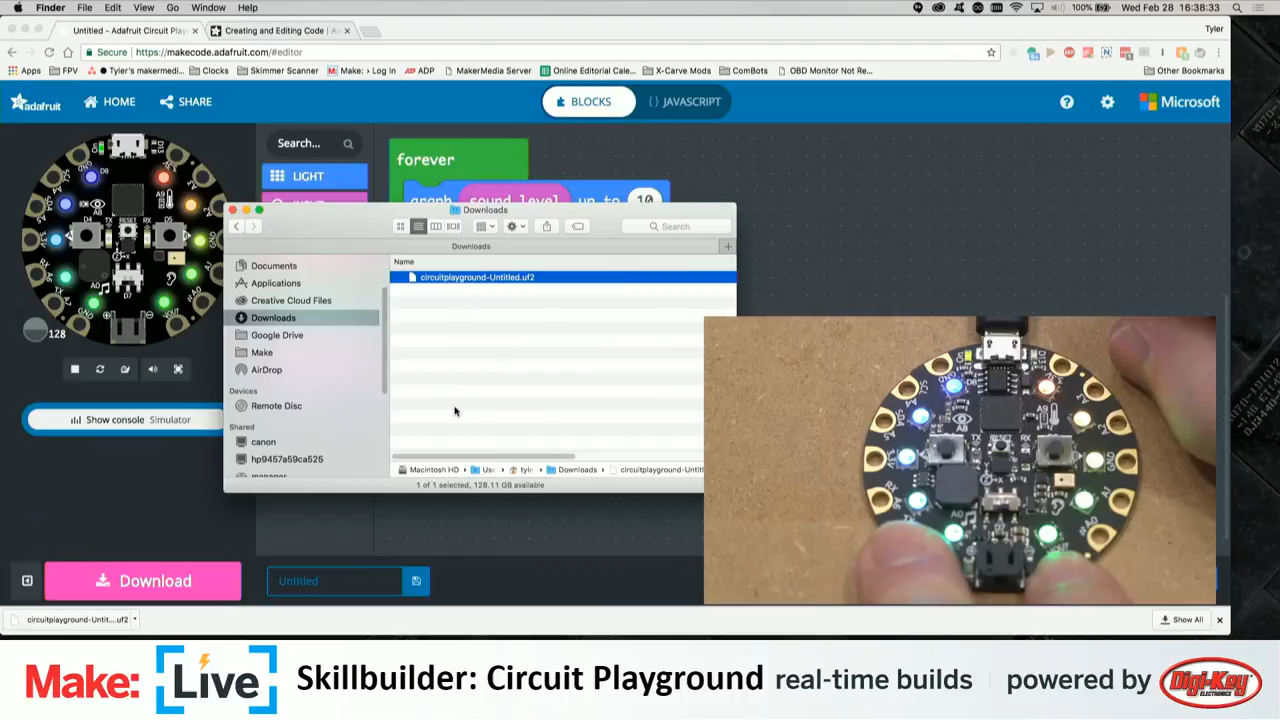 Finder File Edit View Go Window Help
100% Wed Feb 28 16:38:33
Untitled - Adafruit Circuit Play
Creating and Editing Code | A
Tyler
Secure https://makecode.adafruit.com/#editor
Apps FPV Tyler's makermedi... Clocks Skimmer Scanner Make: > Log In ADP MakerMedia Server Online Editorial Cale... X-Carve Mods ComBots OBD Monitor Not Re... Other Bookmarks
adafruit HOME SHARE BLOCKS {} JAVASCRIPT Microsoft
Search...
LIGHT
forever
graph sound level up to 10
Downloads
Search
Downloads
Name
circuitplayground-Untitled.uf2
Documents
Applications
Creative Cloud Files
Downloads
Google Drive
Make
AirDrop
Devices
Remote Disc
Shared
canon
hp9457a59ca525
Macintosh HD Downloads circuitplayground-Untitl
1 of 1 selected, 128.11 GB available
128
Show console Simulator
Download
Untitled
circuitplayground-Untit....uf2
Show All
Make: Live Skillbuilder: Circuit Playground real-time builds powered by Digi-Key ELECTRONICS